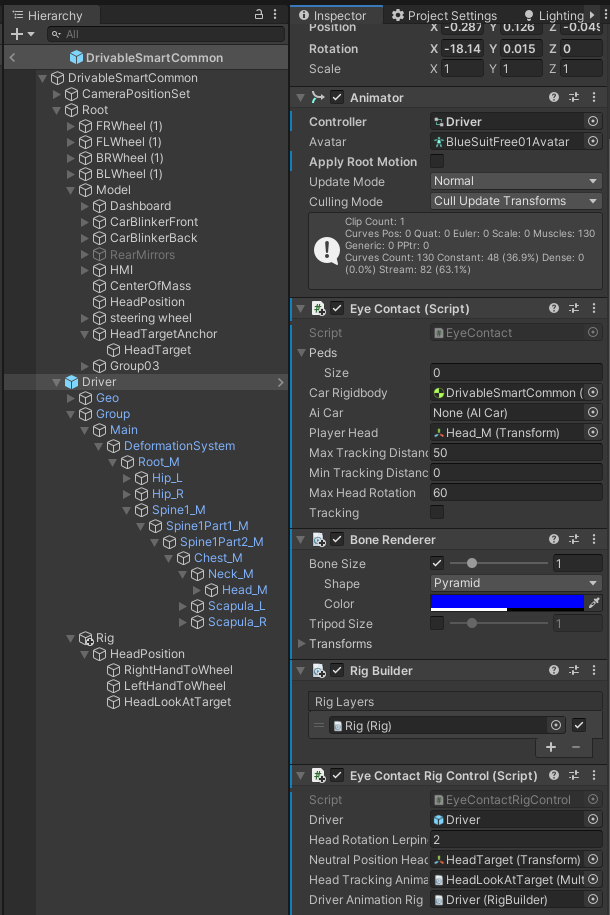 Hierarchy
All
DrivableSmartCommon
DrivableSmartCommon
CameraPositionSet
Root
FRWheel (1)
FLWheel (1)
BRWheel (1)
BLWheel (1)
Model
Dashboard
CarBlinkerFront
CarBlinkerBack
RearMirrors
HMI
CenterOfMass
HeadPosition
steering wheel
HeadTargetAnchor
HeadTarget
Group03
Driver
Geo
Group
Main
DeformationSystem
Root_M
Hip_L
Hip_R
Spine1_M
Spine1Part1_M
Spine1Part2_M
Chest_M
Neck_M
Head_M
Scapula_L
Scapula_R
Rig
HeadPosition
RightHandToWheel
LeftHandToWheel
HeadLookAtTarget
Inspector Project Settings Lighting
Position X -0.287 Y 0.126 Z -0.049
Rotation X -18.14 Y 0.015 Z 0
Scale X 1 Y 1 Z 1
Animator
Controller Driver
Avatar BlueSuitFree01Avatar
Apply Root Motion
Update Mode Normal
Culling Mode Cull Update Transforms
Clip Count: 1
Curves Pos: 0 Quat: 0 Euler: 0 Scale: 0 Muscles: 130
Generic: 0 PPtr: 0
Curves Count: 130 Constant: 48 (36.9%) Dense: 0
(0.0%) Stream: 82 (63.1%)
Eye Contact (Script)
Script EyeContact
Peds
Size 0
Car Rigidbody DrivableSmartCommon (
Ai Car None (AI Car)
Player Head Head_M (Transform)
Max Tracking Distanc 50
Min Tracking Distanc 0
Max Head Rotation 60
Tracking
Bone Renderer
Bone Size 1
Shape Pyramid
Color
Tripod Size 1
Transforms
Rig Builder
Rig Layers
Rig (Rig)
Eye Contact Rig Control (Script)
Script EyeContactRigControl
Driver Driver
Head Rotation Lerpin 2
Neutral Position Head HeadTarget (Transform)
Head Tracking Anima HeadLookAtTarget (Mult
Driver Animation Rig Driver (RigBuilder)